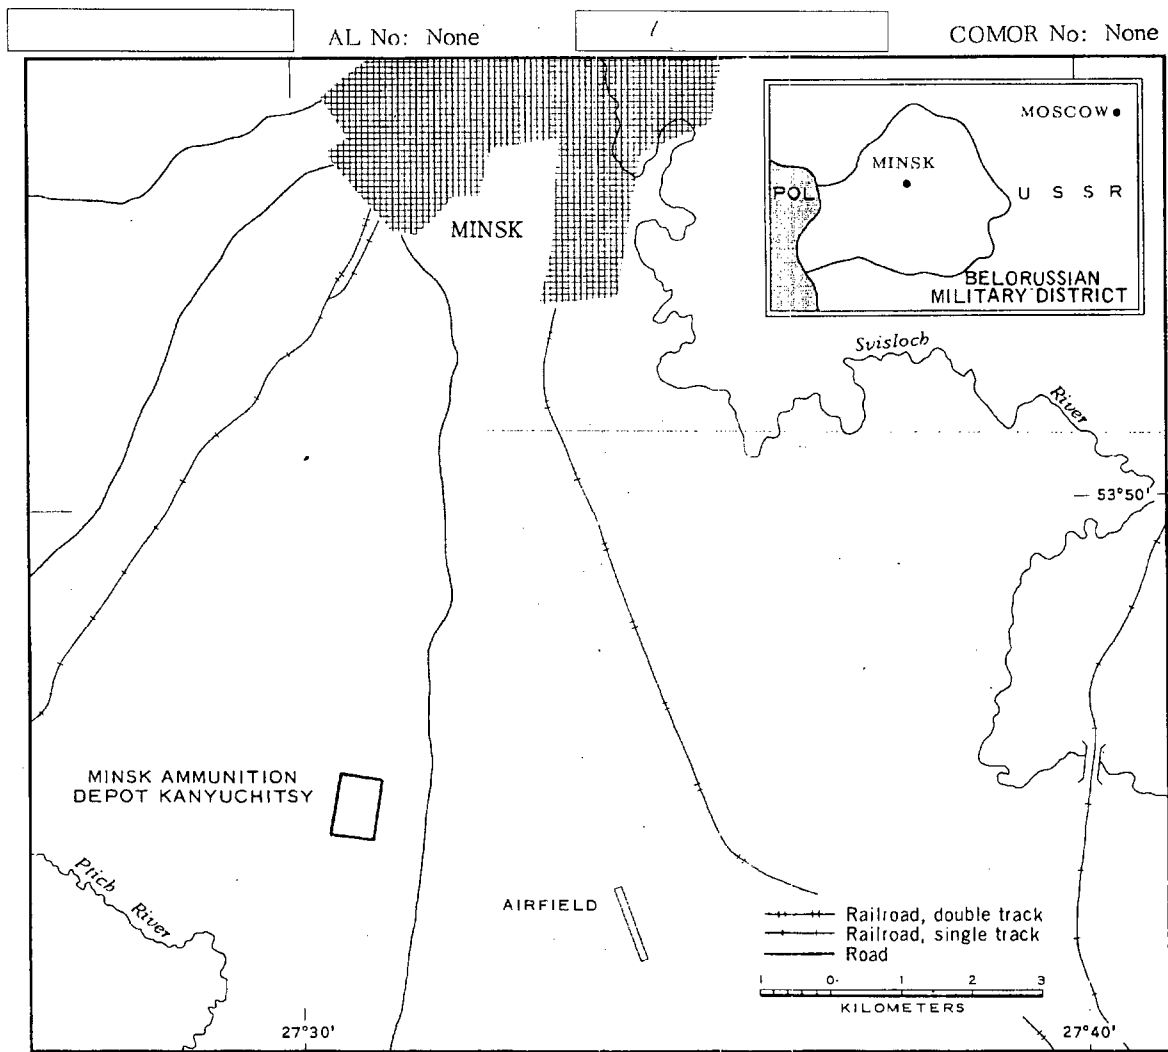 AL No: None
COMOR No: None
MOSCOW
MINSK
POL
U S S R
BELORUSSIAN
MILITARY DISTRICT
MINSK
Svisloch
River
53°50'
MINSK AMMUNITION
DEPOT KANYUCHITSY
Ptich
River
AIRFIELD
Railroad, double track
Railroad, single track
Road
1 0 1 2 3
KILOMETERS
27°30'
27°40'